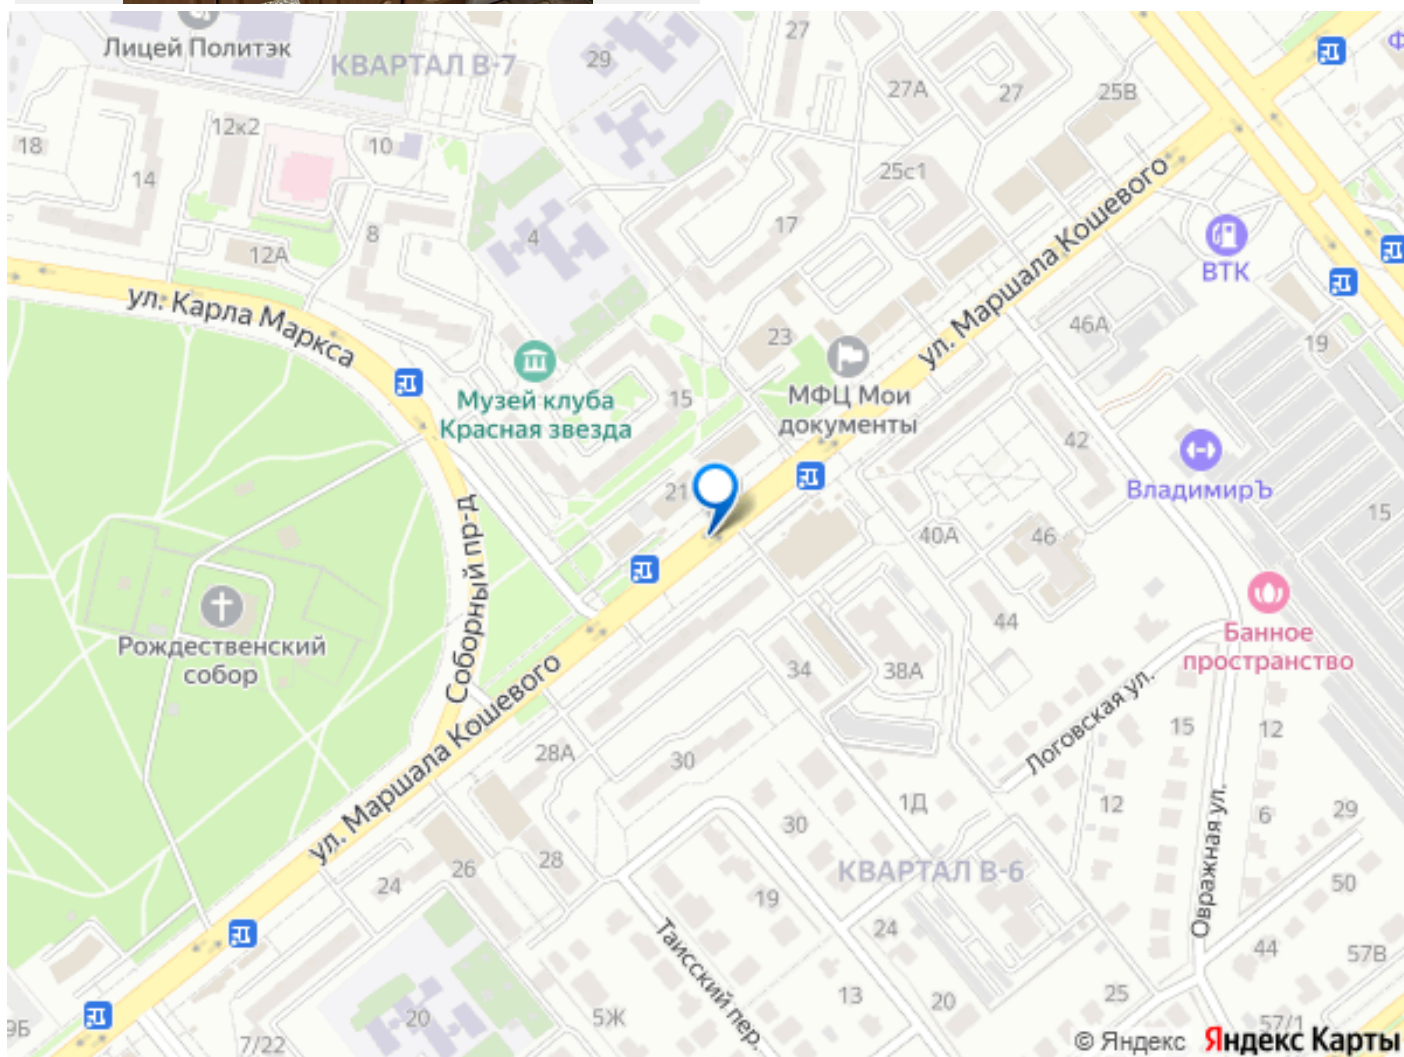 Лицей Политэк
КВАРТАЛ В-7
29
27
27А
27
25В
Ф
12к2
10
18
14
25с1
ул. Маршала Кошевого
8
4
17
12А
ВТК
ул. Карла Маркса
23
46А
19
МФЦ Мои
документы
Музей клуба
Красная звезда
15
42
ВладимирЪ
21
15
Соборный пр-д
40А
46
Рождественский
собор
44
Банное
пространство
34
38А
Логовская ул.
15
12
ул. Маршала Кошевого
28А
30
1Д
12
6
29
30
Овражная ул.
28
26
24
КВАРТАЛ В-6
50
19
24
Таисский пер.
44
57В
13
20
25
20
5Ж
9Б
7/22
57/1
© Яндекс Яндекс Карты